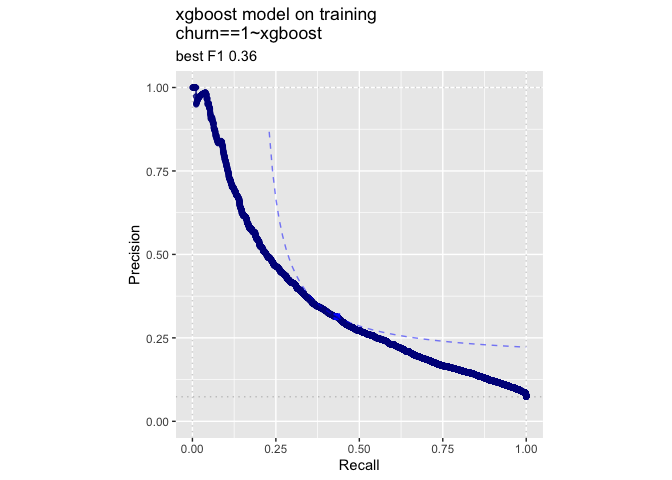 xgboost model on training
churn==1~xgboost
best F1 0.36
1.00
0.75
0.50
0.25
0.00
Precision
0.00
0.25
0.50
0.75
1.00
Recall